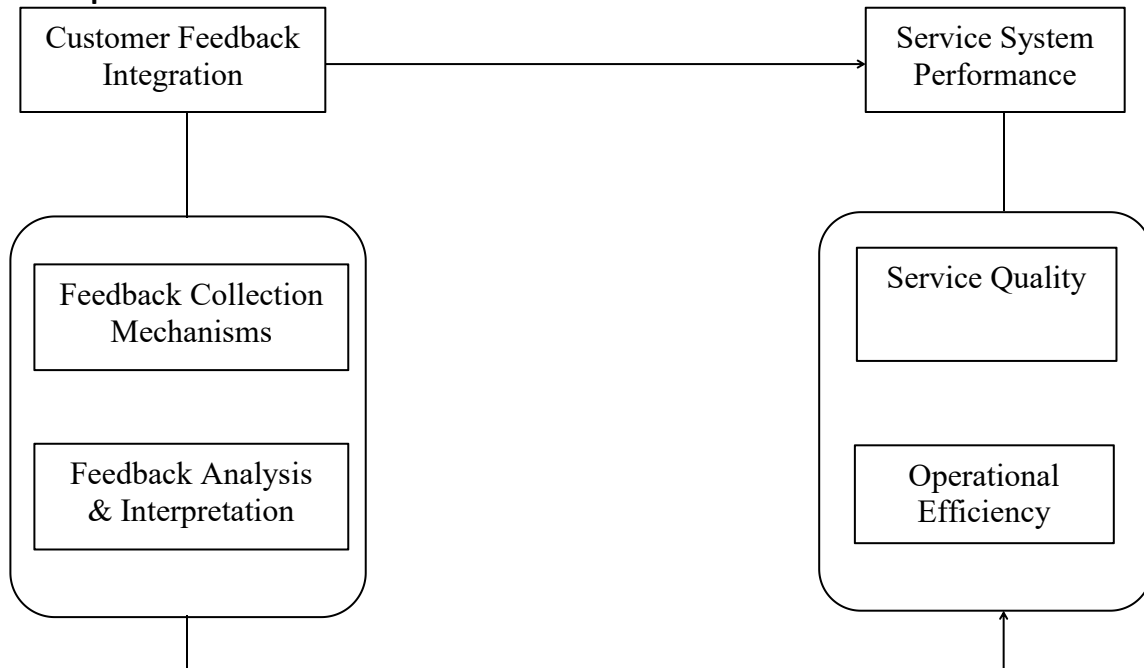 Customer Feedback
Integration
Service System
Performance
Feedback Collection
Mechanisms
Service Quality
Feedback Analysis
& Interpretation
Operational
Efficiency